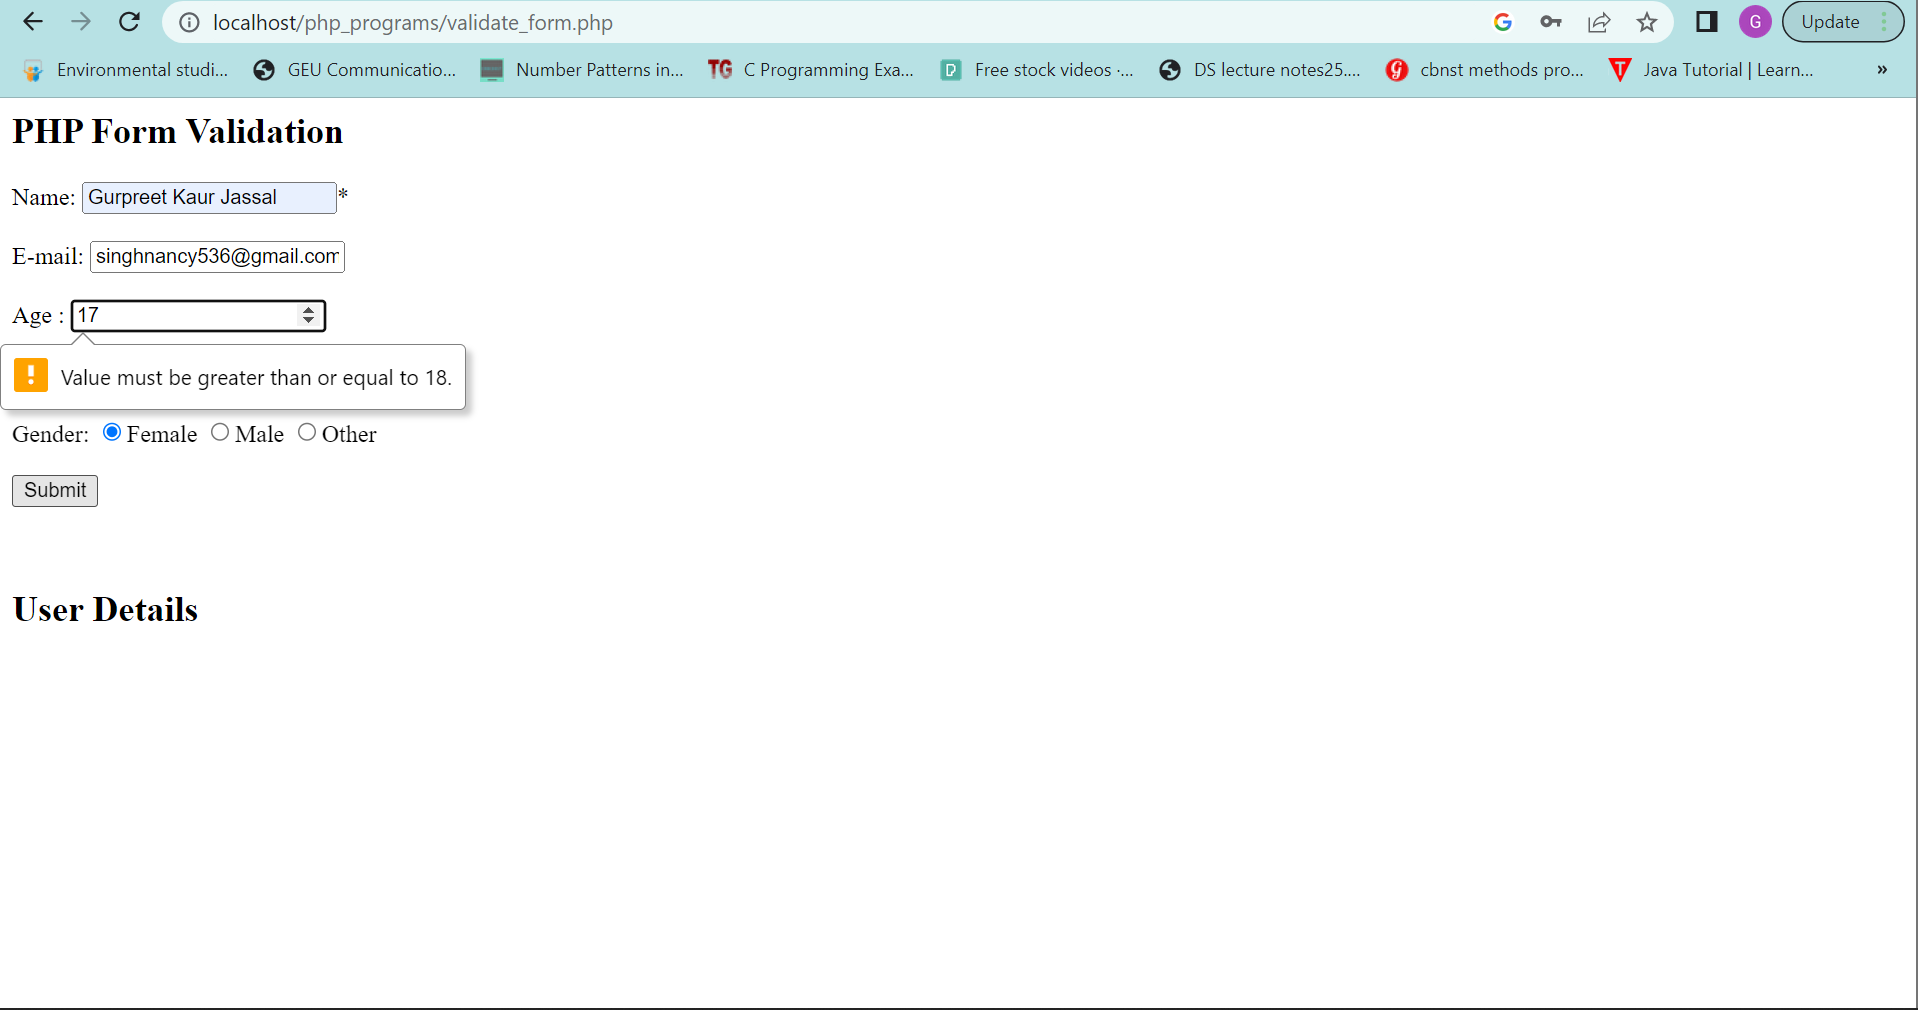 localhost/php_programs/validate_form.php
G
Update
Environmental studi...
GEU Communicatio...
Number Patterns in...
TG
C Programming Exa...
Free stock videos ·...
DS lecture notes25....
cbnst methods pro...
T
Java Tutorial | Learn...
»
PHP Form Validation
Name: Gurpreet Kaur Jassal*
E-mail: singhnancy536@gmail.com
Age : 17
! Value must be greater than or equal to 18.
Gender: Female Male Other
Submit
User Details